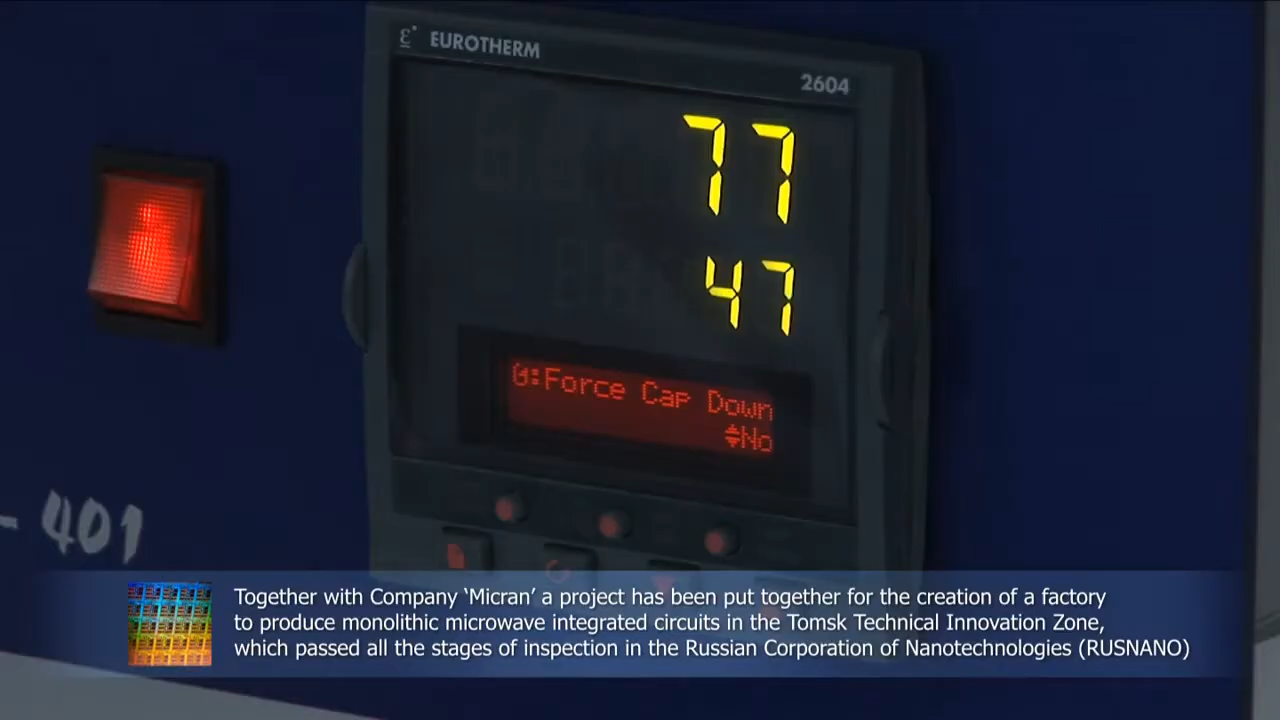 EUROTHERM
2604
77
47
Force Cap Down
No
- 401
Together with Company ‘Micran’ a project has been put together for the creation of a factory
to produce monolithic microwave integrated circuits in the Tomsk Technical Innovation Zone,
which passed all the stages of inspection in the Russian Corporation of Nanotechnologies (RUSNANO)